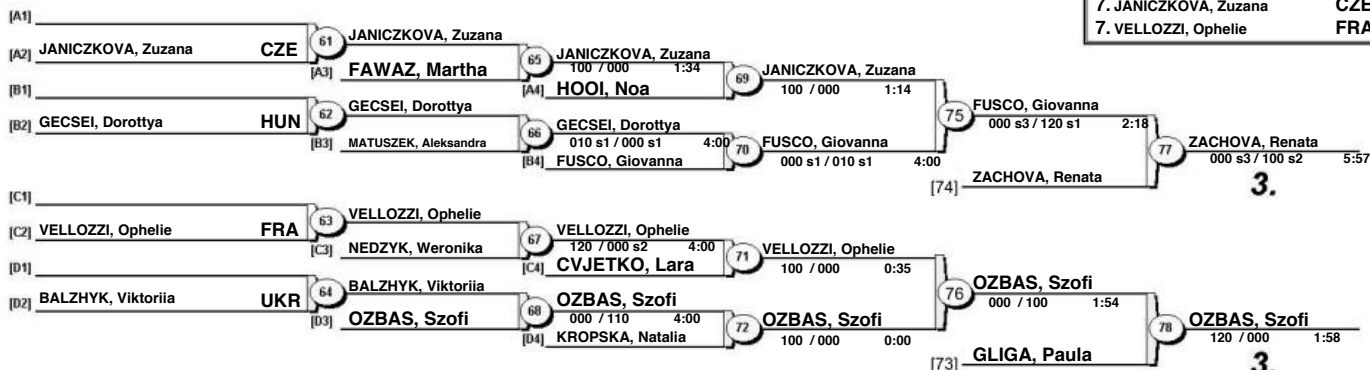 7. JANICZKOVA, Zuzana CZE
7. VELLOZZI, Ophelie FRA
[A1]
[A2] JANICZKOVA, Zuzana CZE
61 JANICZKOVA, Zuzana
[A3] FAWAZ, Martha
65 JANICZKOVA, Zuzana
100 / 000 1:34
[A4] HOOI, Noa
69 JANICZKOVA, Zuzana
100 / 000 1:14
[B1]
[B2] GECSEI, Dorottya HUN
62 GECSEI, Dorottya
[B3] MATUSZEK, Aleksandra
66 GECSEI, Dorottya
010 s1 / 000 s1 4:00
[B4] FUSCO, Giovanna
70 FUSCO, Giovanna
000 s1 / 010 s1 4:00
75 FUSCO, Giovanna
000 s3 / 120 s1 2:18
[74] ZACHOVA, Renata
77 ZACHOVA, Renata
000 s3 / 100 s2 5:57
3.
[C1]
[C2] VELLOZZI, Ophelie FRA
63 VELLOZZI, Ophelie
[C3] NEDZYK, Weronika
67 VELLOZZI, Ophelie
120 / 000 s2 4:00
[C4] CVJETKO, Lara
71 VELLOZZI, Ophelie
100 / 000 0:35
[D1]
[D2] BALZHYK, Viktoriia UKR
64 BALZHYK, Viktoriia
[D3] OZBAS, Szofi
68 OZBAS, Szofi
000 / 110 4:00
[D4] KROPSKA, Natalia
72 OZBAS, Szofi
100 / 000 0:00
76 OZBAS, Szofi
000 / 100 1:54
[73] GLIGA, Paula
78 OZBAS, Szofi
120 / 000 1:58
3.